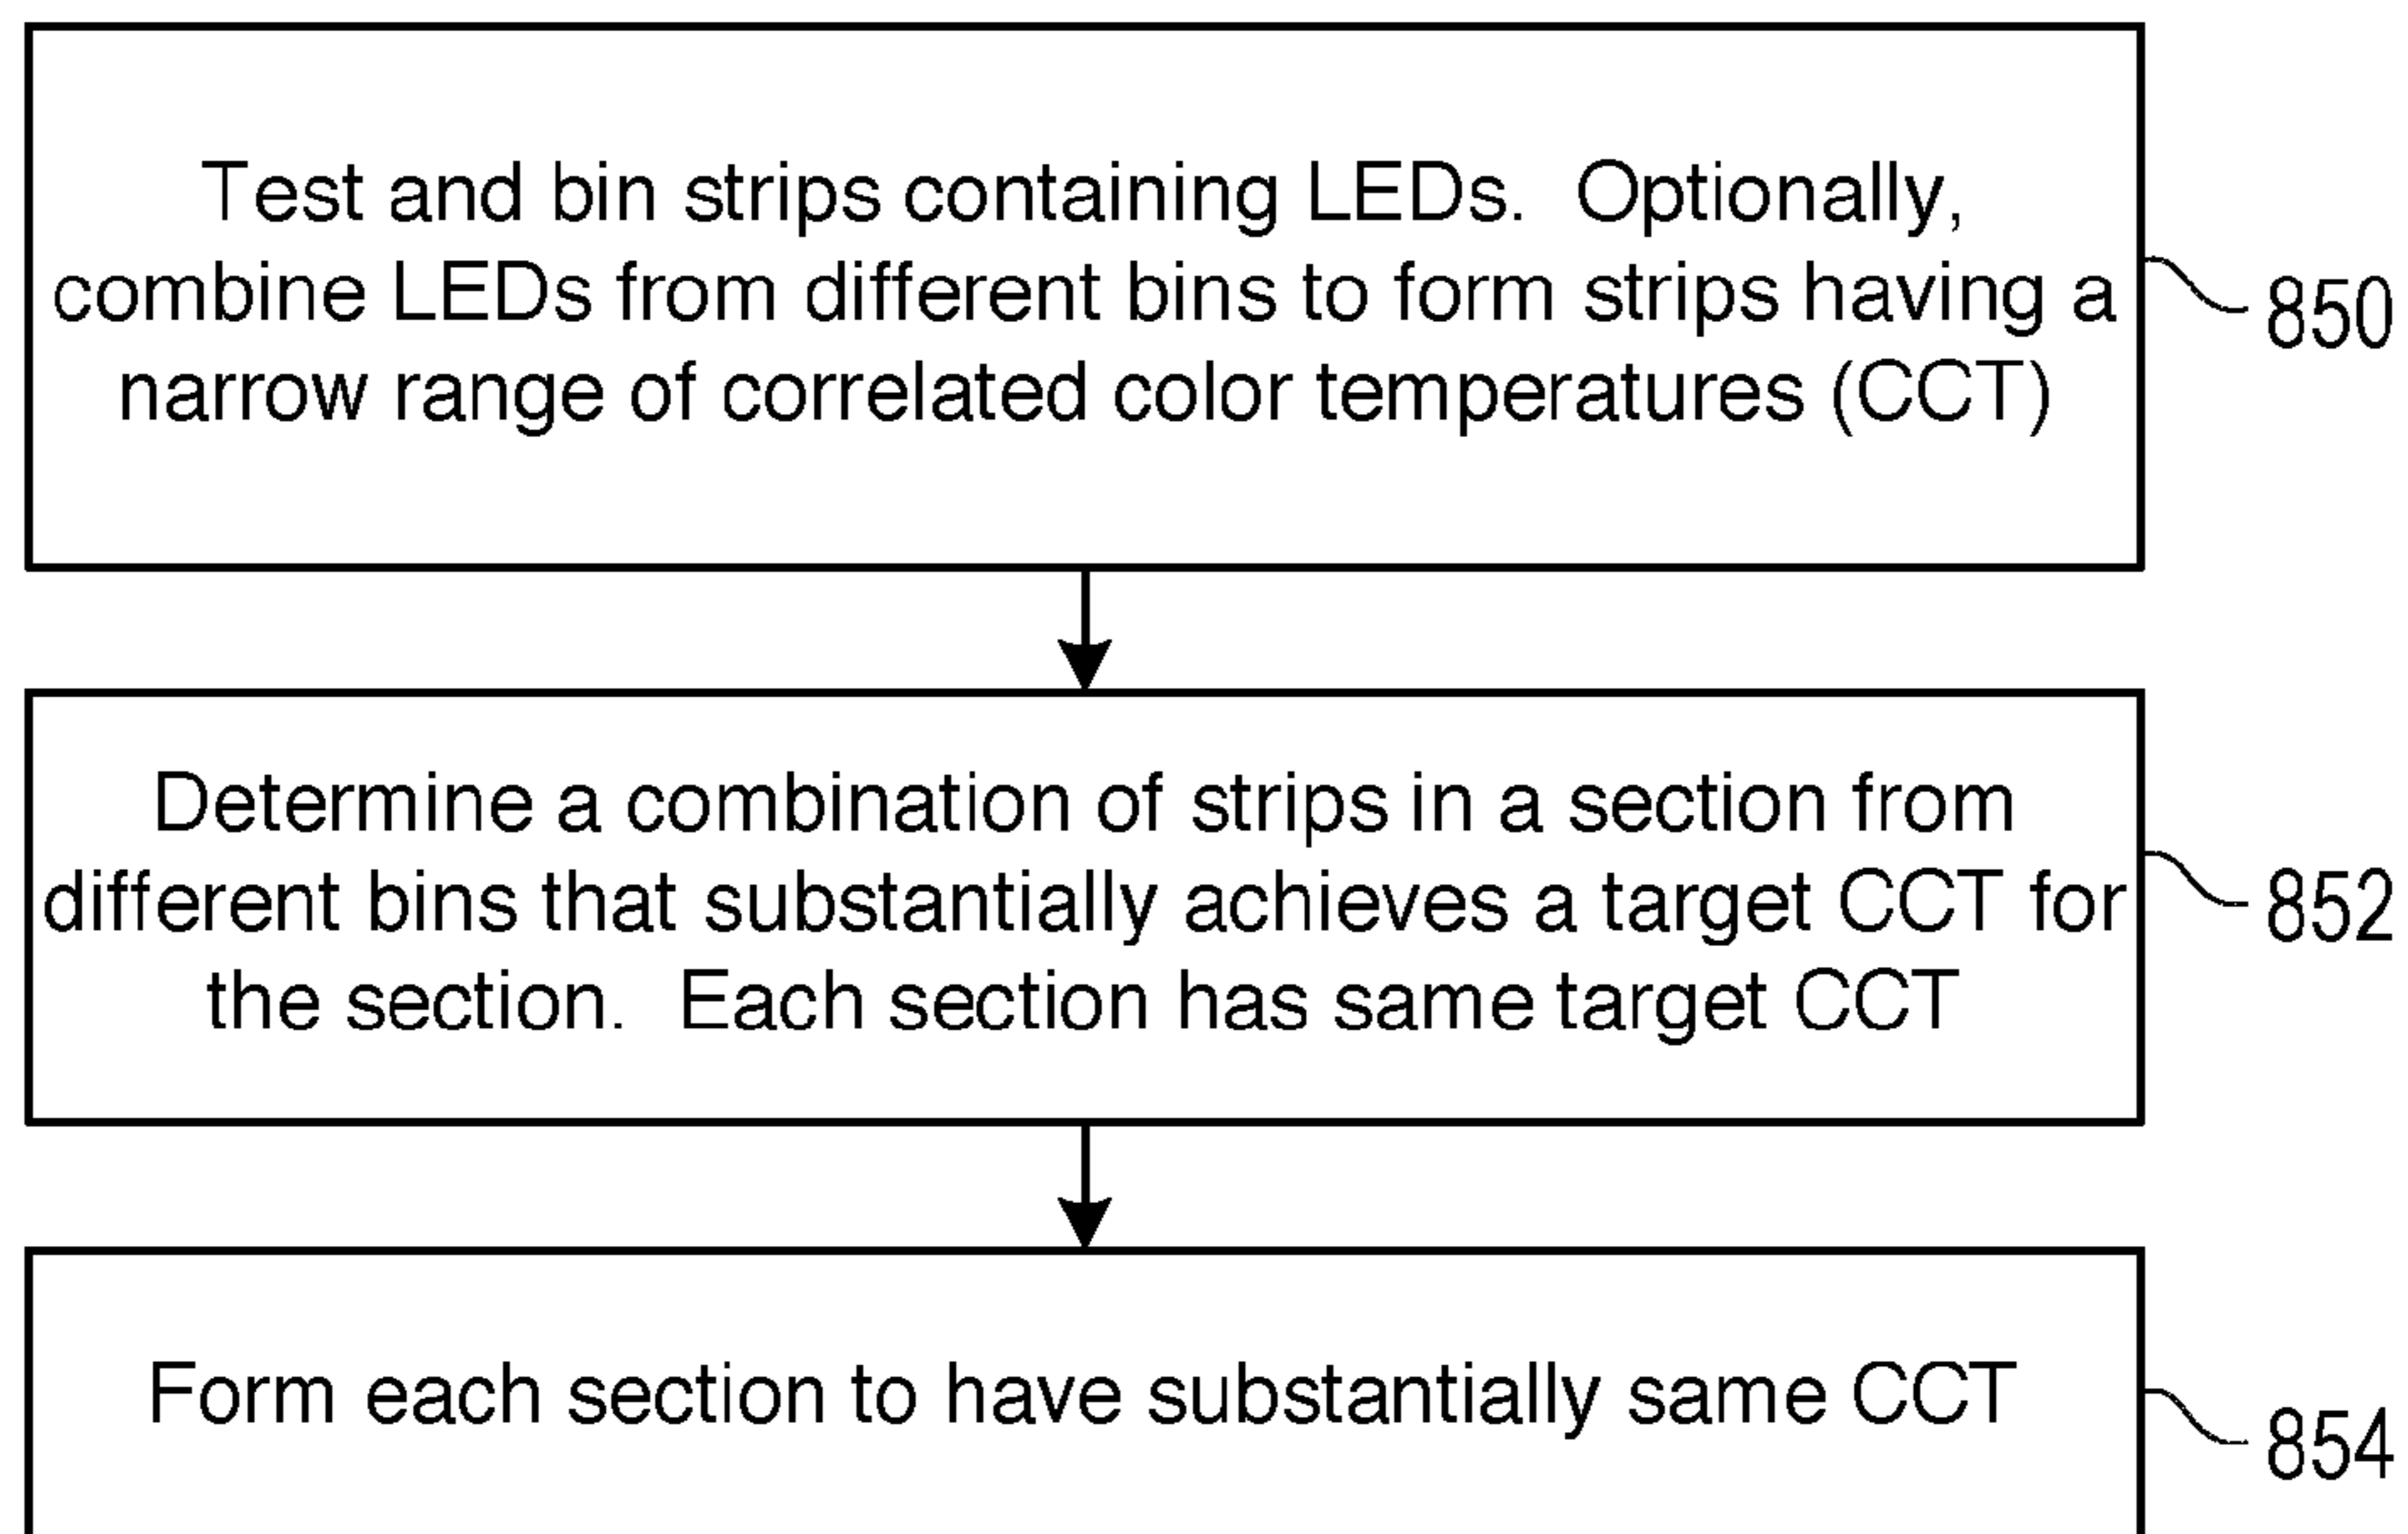 Test and bin strips containing LEDs. Optionally,
combine LEDs from different bins to form strips having a
narrow range of correlated color temperatures (CCT)
850
Determine a combination of strips in a section from
different bins that substantially achieves a target CCT for
the section. Each section has same target CCT
852
Form each section to have substantially same CCT
854